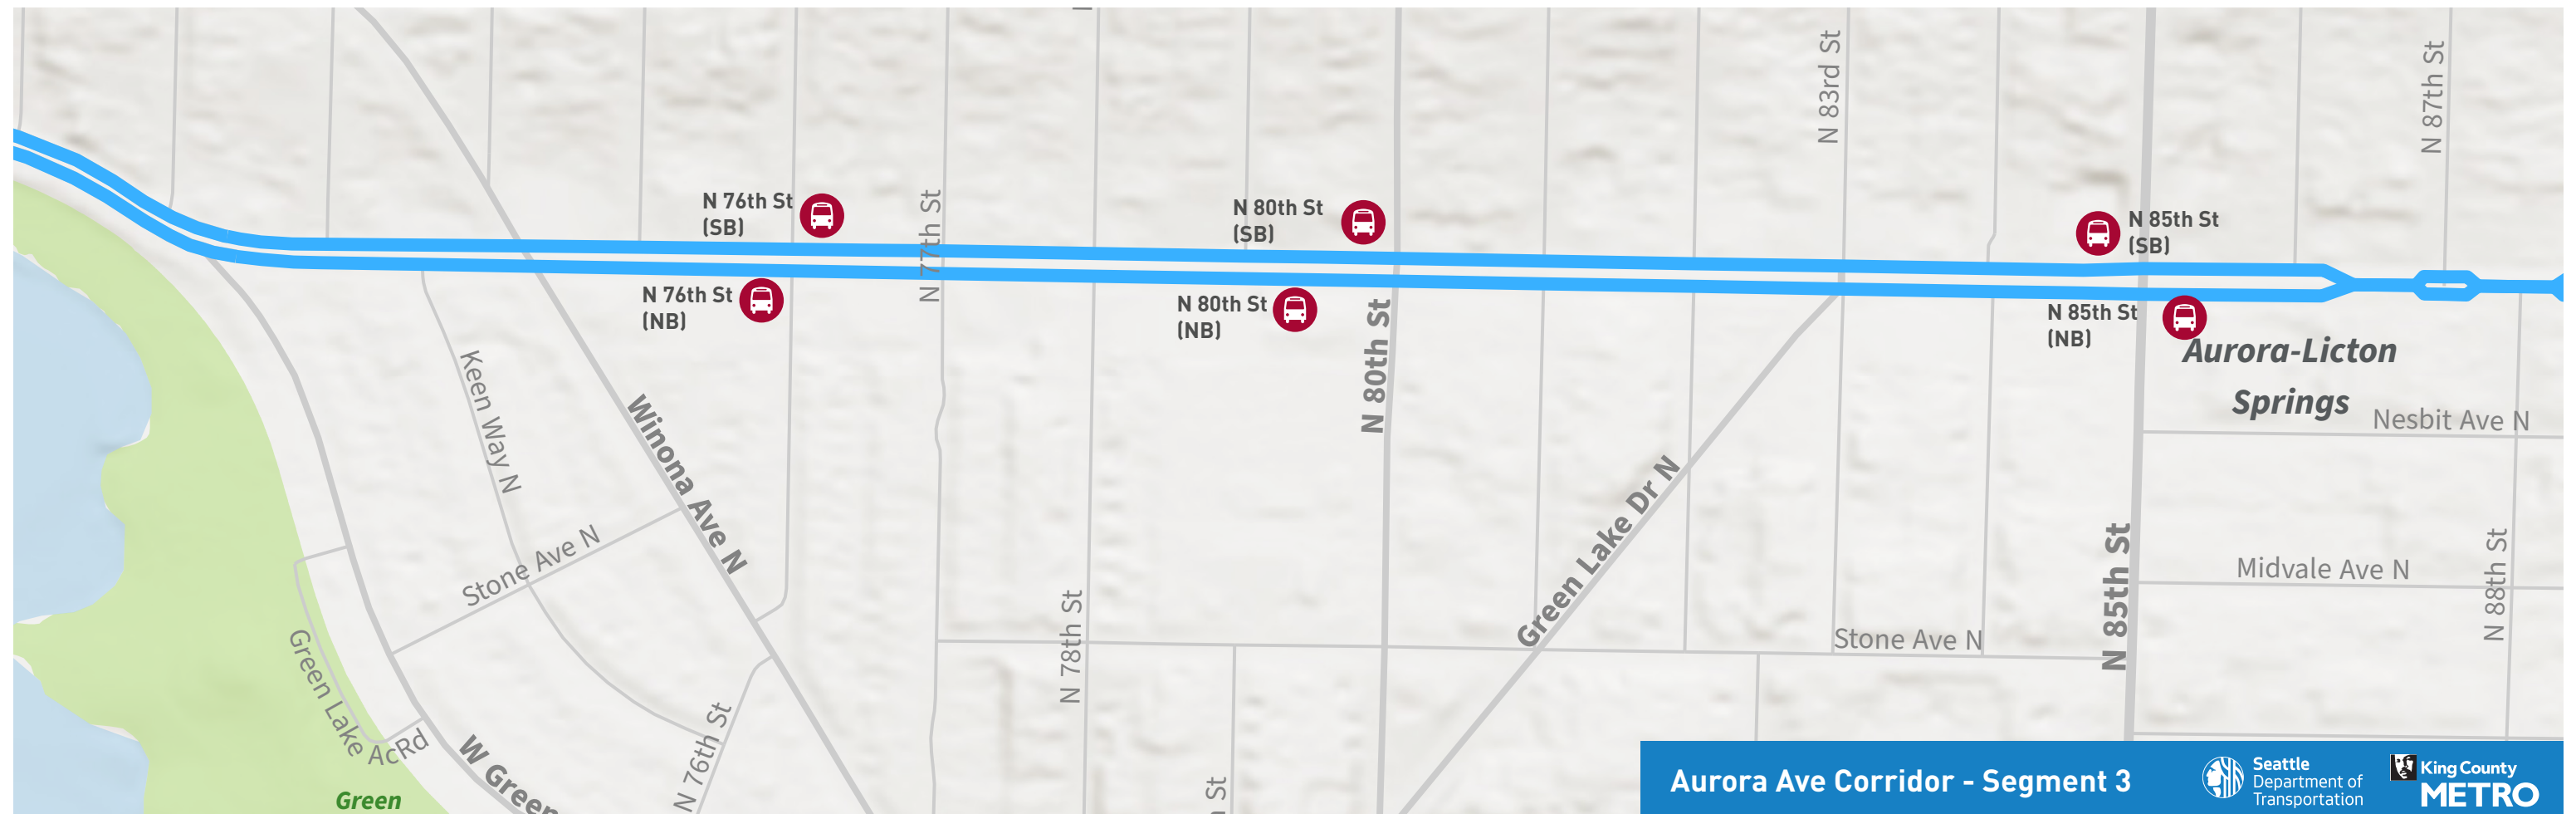 N 83rd St
N 87th St
N 76th St
(SB)
N 77th St
N 80th St
(SB)
N 85th St
(SB)
N 76th St
(NB)
N 80th St
(NB)
N 80th St
N 85th St
(NB)
Aurora-Licton
Springs
Nesbit Ave N
Keen Way N
Winona Ave N
Green Lake Dr N
Stone Ave N
N 85th St
Midvale Ave N
N 88th St
N 78th St
Stone Ave N
Green Lake
AcRd
N 76th St
W Green
Green
St
Aurora Ave Corridor - Segment 3
Seattle
Department of
Transportation
King County
METRO